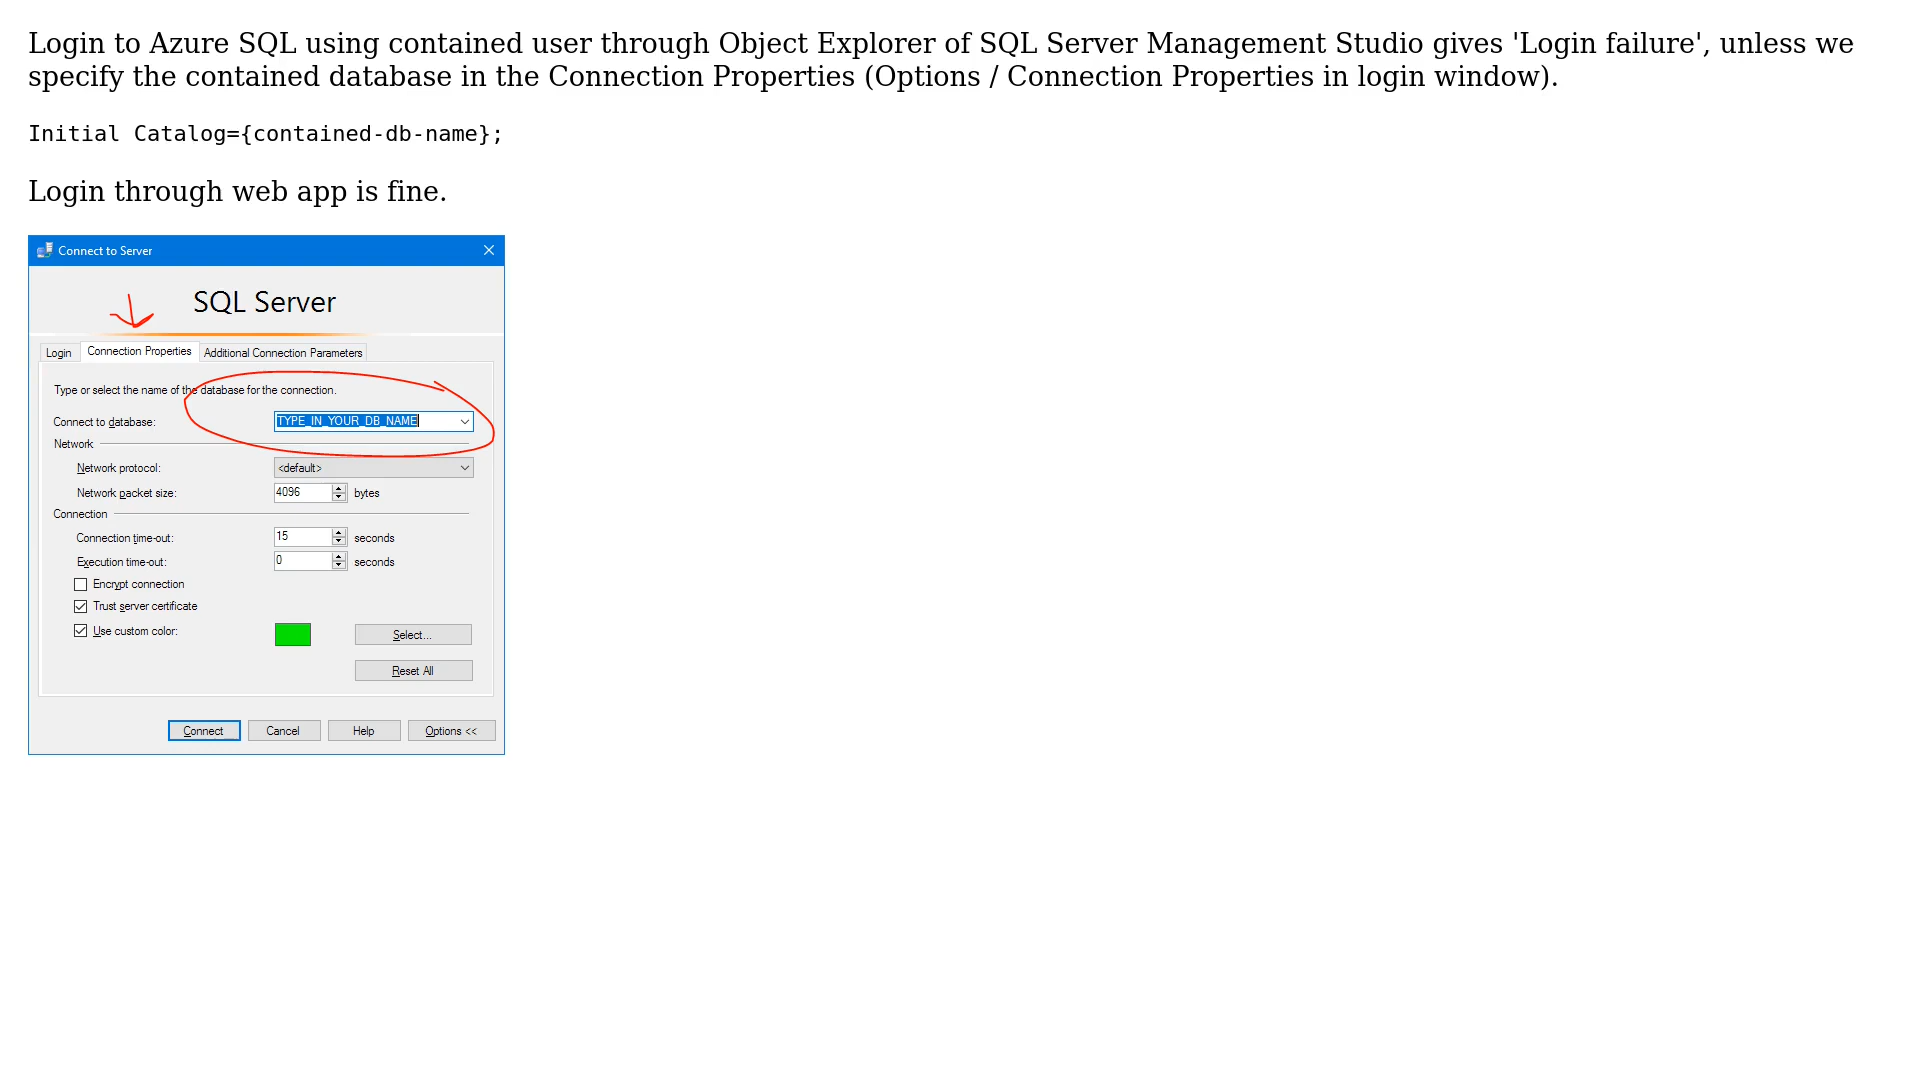 Login to Azure SQL using contained user through Object Explorer of SQL Server Management Studio gives 'Login failure', unless we
specify the contained database in the Connection Properties (Options / Connection Properties in login window).
Initial Catalog={contained-db-name};
Login through web app is fine.
Connect to Server
SQL Server
Login Connection Properties Additional Connection Parameters
Type or select the name of the database for the connection.
Connect to database: TYPE_IN_YOUR_DB_NAME
Network
Network protocol: <default>
Network packet size: 4096 bytes
Connection
Connection time-out: 15 seconds
Execution time-out: 0 seconds
Encrypt connection
Trust server certificate
Use custom color: Select...
Reset All
Connect Cancel Help Options <<